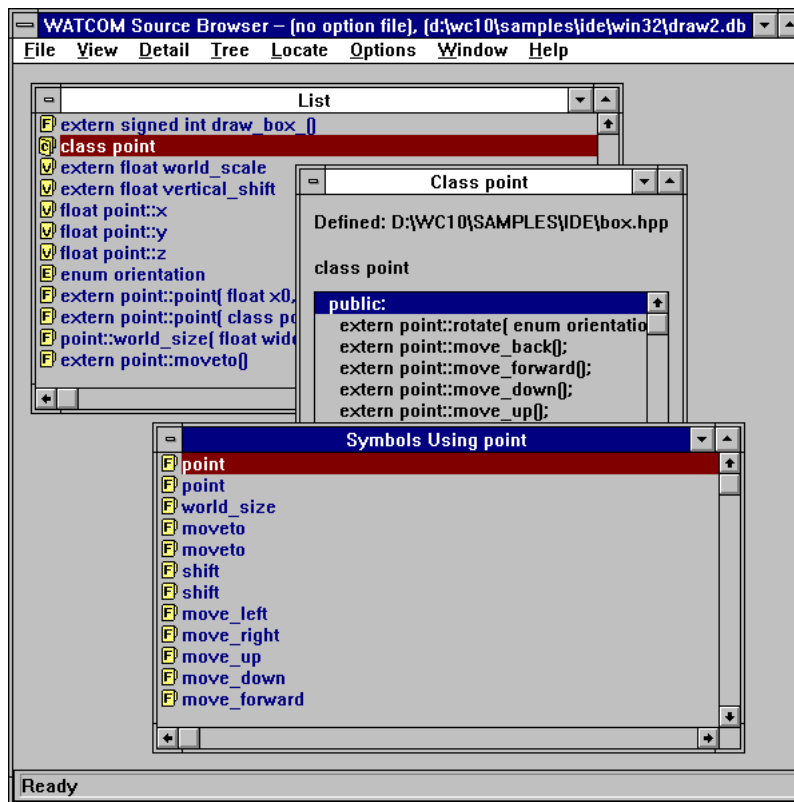 WATCOM Source Browser – (no option file), (d:\wc10\samples\ide\win32\draw2.db
File View Detail Tree Locate Options Window Help
List
F extern signed int draw_box_()
C class point
V extern float world_scale
V extern float vertical_shift
V float point::x
V float point::y
V float point::z
E enum orientation
F extern point::point( float x0,
F extern point::point( class po
F point::world_size( float wide
F extern point::moveto()
Class point
Defined: D:\WC10\SAMPLES\IDE\box.hpp
class point
public:
extern point::rotate( enum orientatio
extern point::move_back();
extern point::move_forward();
extern point::move_down();
extern point::move_up();
Symbols Using point
F point
F point
F world_size
F moveto
F moveto
F shift
F shift
F move_left
F move_right
F move_up
F move_down
F move_forward
Ready